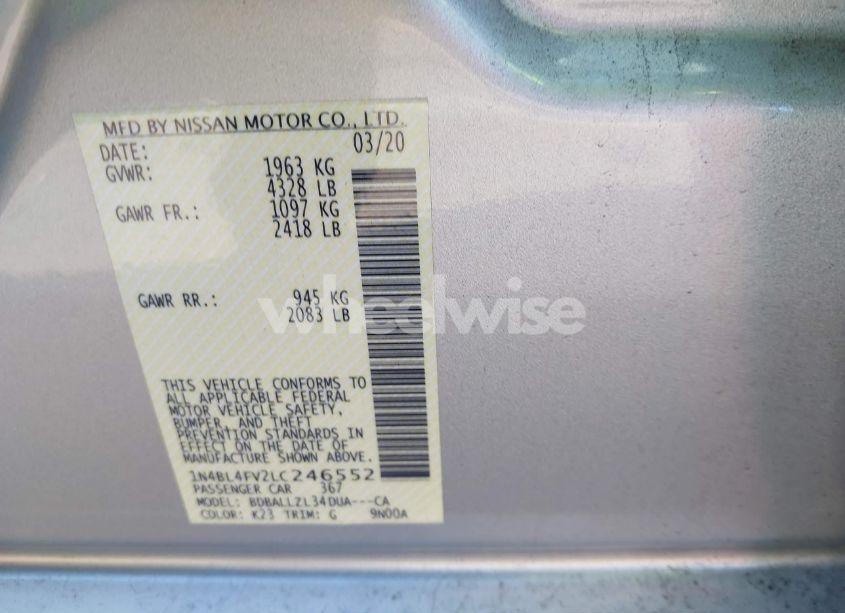 MFD BY NISSAN MOTOR CO., LTD.
DATE: 03/20
GVWR: 1963 KG
4328 LB
GAWR FR.: 1097 KG
2418 LB
GAWR RR.: 945 KG
2083 LB
wheelwise
THIS VEHICLE CONFORMS TO
ALL APPLICABLE FEDERAL
MOTOR VEHICLE SAFETY,
BUMPER, AND THEFT
PREVENTION STANDARDS IN
EFFECT ON THE DATE OF
MANUFACTURE SHOWN ABOVE.
1N4BL4FV2LC246552
PASSENGER CAR 367
MODEL: BDBALLZL34DUA---CA
COLOR: K23 TRIM: G 9N00A